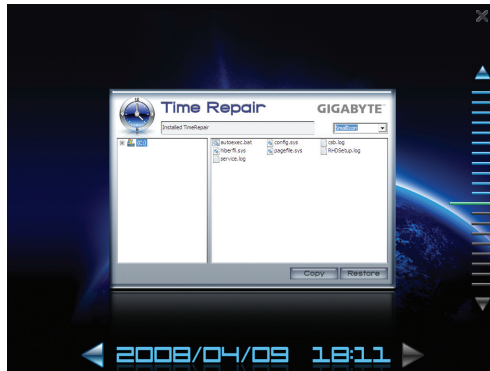 Time Repair
GIGABYTE™
Installed TimeRepair
(C:)
autoexec.bat
config.sys
csb.log
hiberfil.sys
pagefile.sys
RHDSetup.log
service.log
Copy
Restore
2008/04/09 18:11